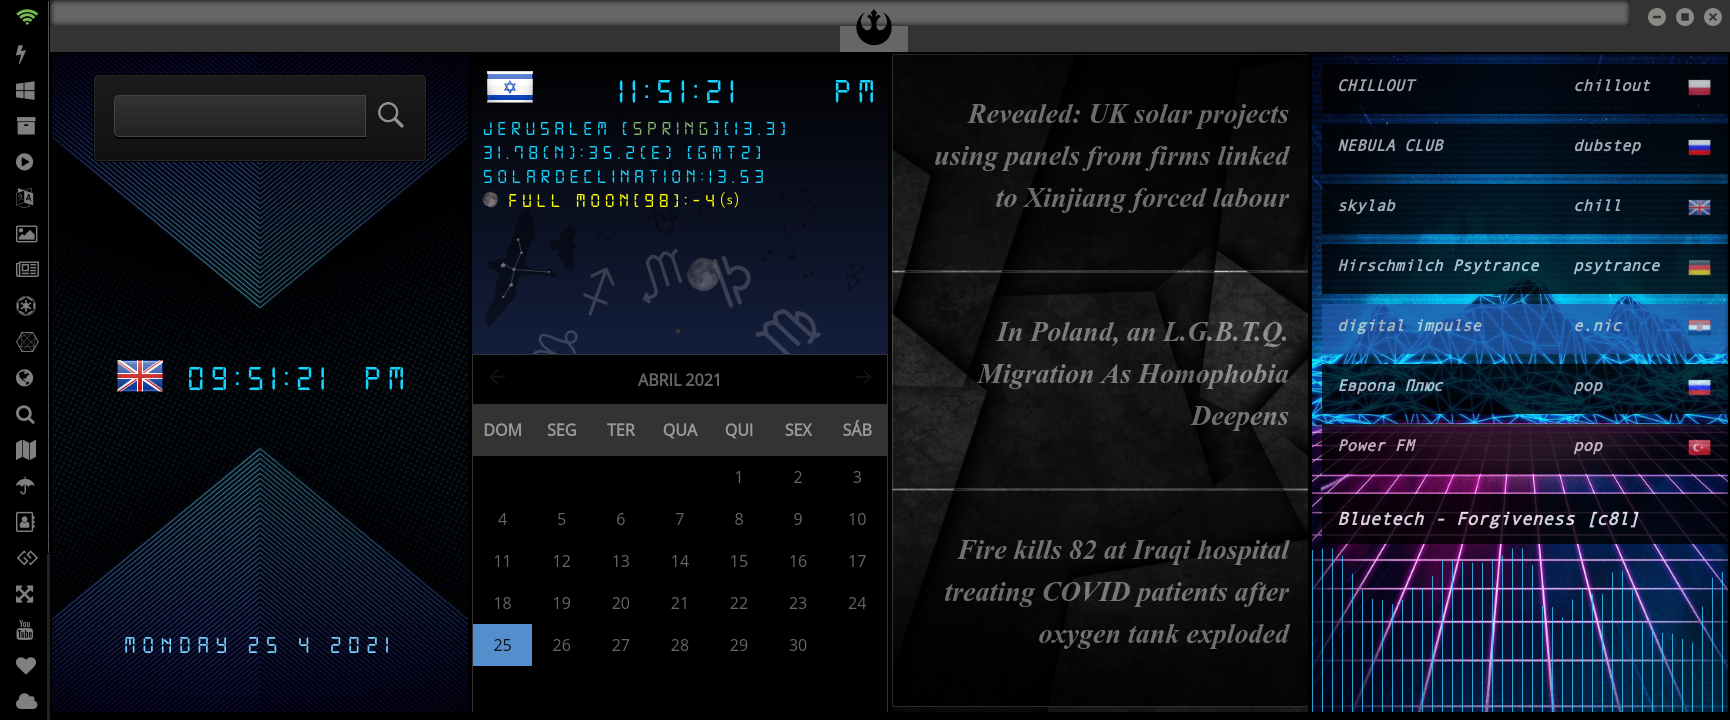 09:51:21 PM
MONDAY 25 4 2021
11:51:21 PM
JERUSALEM [SPRING][13.3]
31.78(N):35.2(E) [GMT2]
SOLARDECLINATION:13.53
FULL MOON[98]:-4(s)
ABRIL 2021
DOM SEG TER QUA QUI SEX SÁB
1 2 3
4 5 6 7 8 9 10
11 12 13 14 15 16 17
18 19 20 21 22 23 24
25 26 27 28 29 30
Revealed: UK solar projects
using panels from firms linked
to Xinjiang forced labour
In Poland, an L.G.B.T.Q.
Migration As Homophobia
Deepens
Fire kills 82 at Iraqi hospital
treating COVID patients after
oxygen tank exploded
CHILLOUT chillout
NEBULA CLUB dubstep
skylab chill
Hirschmilch Psytrance psytrance
digital impulse e.nic
Европа Плюс pop
Power FM pop
Bluetech - Forgiveness [c8l]
You
Tube